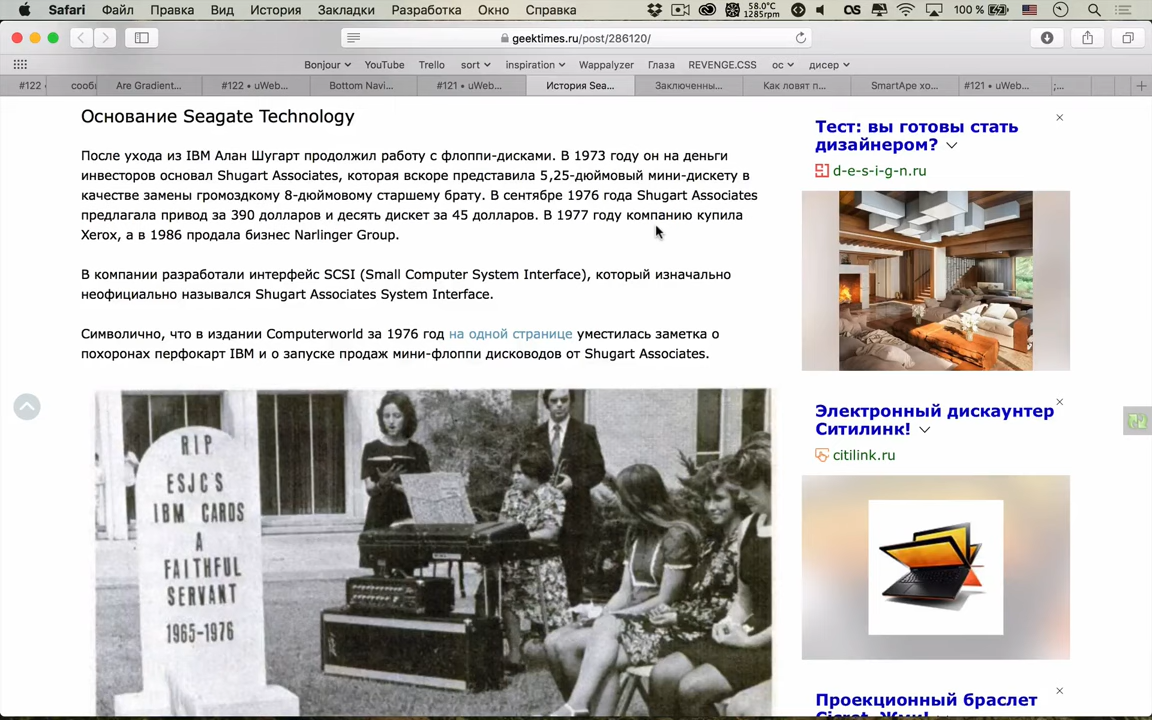 Safari Файл Правка Вид История Закладки Разработка Окно Справка 58.0°C 1285rpm 100 %
geektimes.ru/post/286120/
Bonjour YouTube Trello sort inspiration Wappalyzer Глаза REVENGE.CSS ос дисер
#122 сооб Are Gradient... #122 • uWeb... Bottom Navi... #121 • uWeb... История Sea... Заключенны... Как ловят п... SmartApe хо... #121 • uWeb... ;...
Основание Seagate Technology
После ухода из IBM Алан Шугарт продолжил работу с флоппи-дисками. В 1973 году он на деньги
инвесторов основал Shugart Associates, которая вскоре представила 5,25-дюймовый мини-дискету в
качестве замены громоздкому 8-дюймовому старшему брату. В сентябре 1976 года Shugart Associates
предлагала привод за 390 долларов и десять дискет за 45 долларов. В 1977 году компанию купила
Xerox, а в 1986 продала бизнес Narlinger Group.
В компании разработали интерфейс SCSI (Small Computer System Interface), который изначально
неофициально назывался Shugart Associates System Interface.
Символично, что в издании Computerworld за 1976 год на одной странице уместилась заметка о
похоронах перфокарт IBM и о запуске продаж мини-флоппи дисководов от Shugart Associates.
RIP
ESJC'S
IBM CARDS
A
FAITHFUL
SERVANT
1965-1976
Тест: вы готовы стать
дизайнером?
d-e-s-i-g-n.ru
Электронный дискаунтер
Ситилинк!
citilink.ru
Проекционный браслет